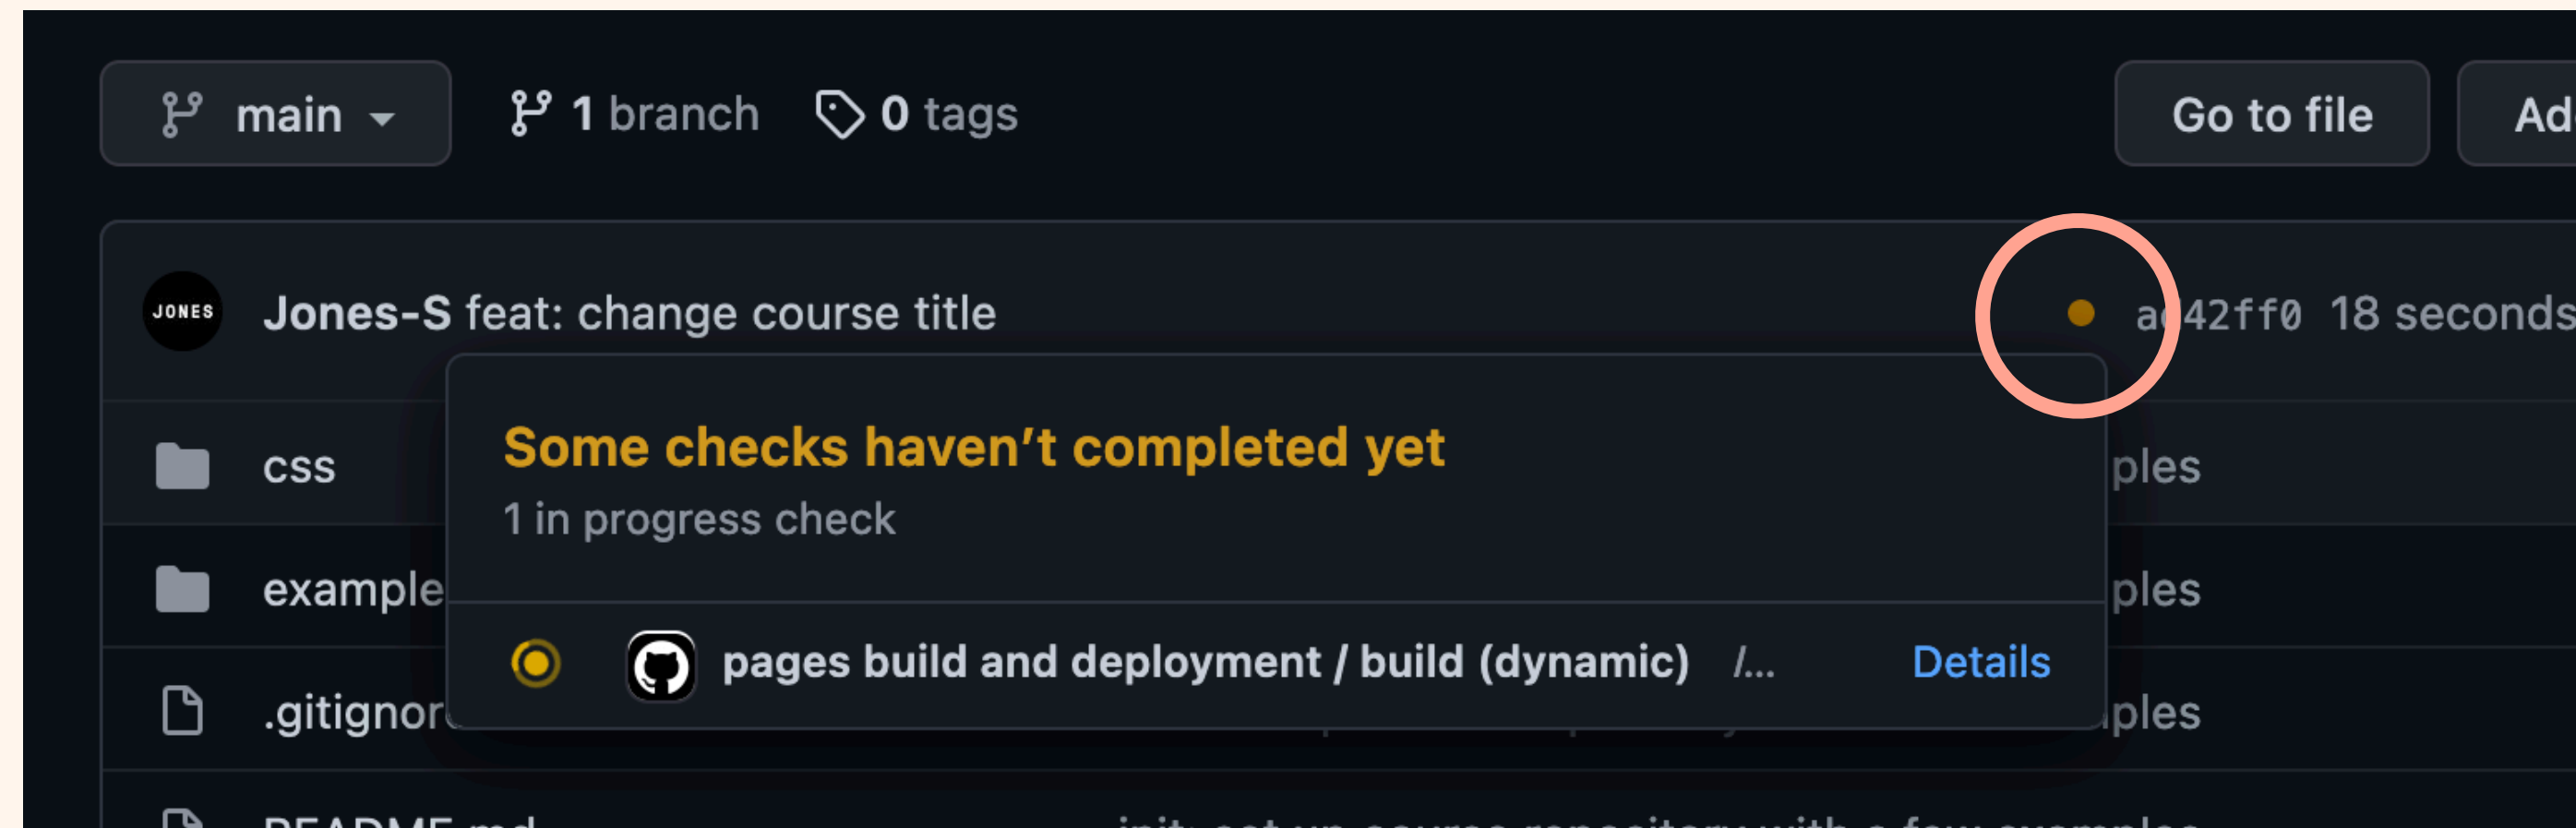 main 1 branch 0 tags Go to file
JONES Jones-S feat: change course title 18 seconds
Some checks haven't completed yet
css ples
1 in progress check
example ples
pages build and deployment / build (dynamic) /... Details
.gitignor ples